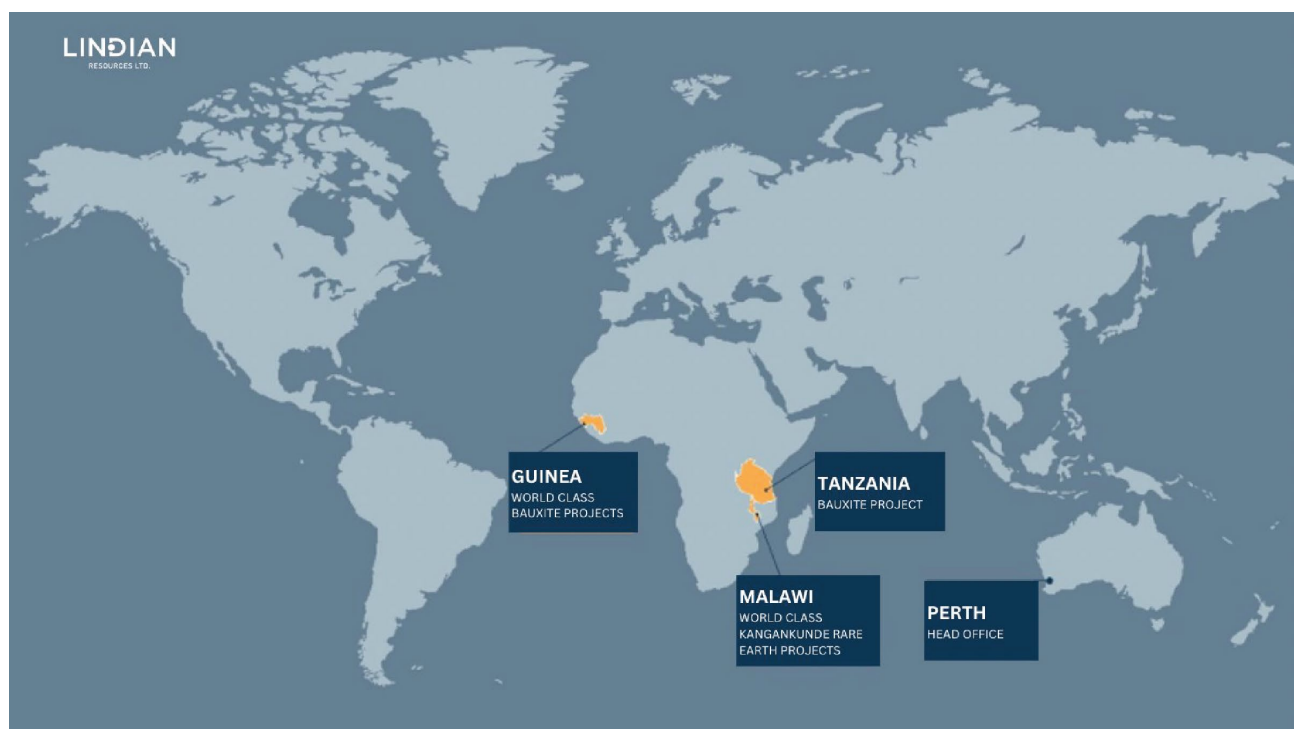 LINDIAN
RESOURCES LTD.
GUINEA
WORLD CLASS
BAUXITE PROJECTS
TANZANIA
BAUXITE PROJECT
MALAWI
WORLD CLASS
KANGANKUNDE RARE
EARTH PROJECTS
PERTH
HEAD OFFICE